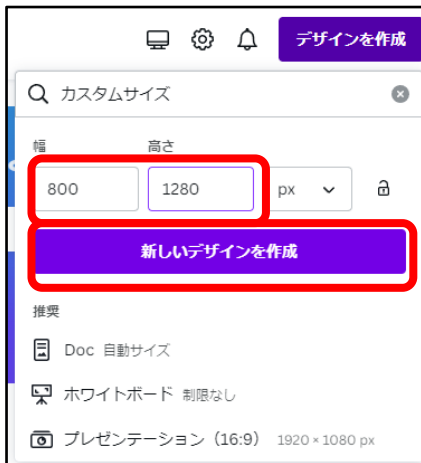 デザインを作成
カスタムサイズ
幅 高さ
800 1280 px
新しいデザインを作成
推奨
Doc 自動サイズ
ホワイトボード 制限なし
プレゼンテーション（16:9） 1920 × 1080 px